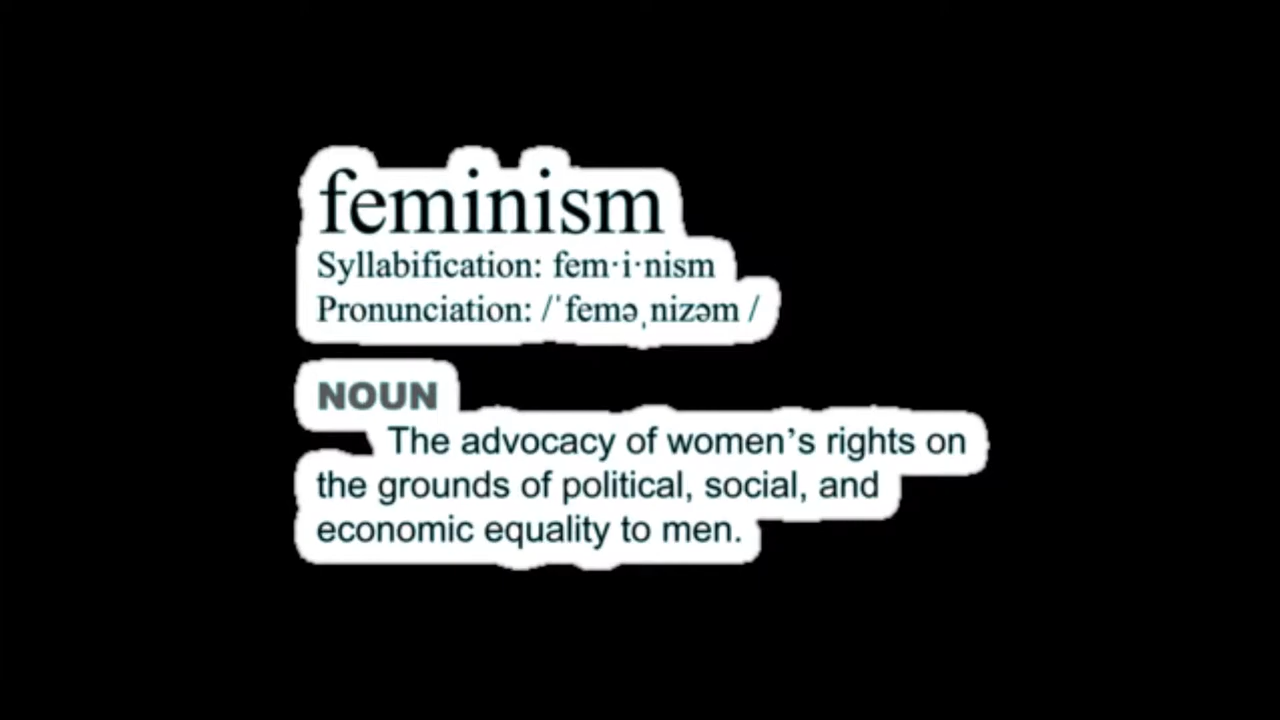 feminism
Syllabification: fem·i·nism
Pronunciation: /ˈfeməˌnizəm /
NOUN
The advocacy of women’s rights on
the grounds of political, social, and
economic equality to men.